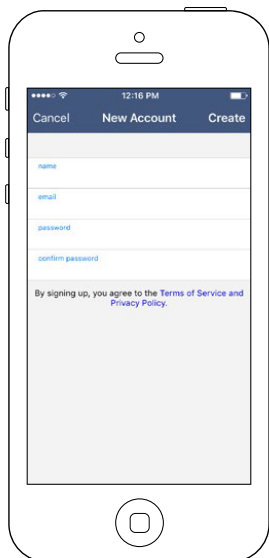 12:16 PM
Cancel New Account Create
name
email
password
confirm password
By signing up, you agree to the Terms of Service and
Privacy Policy.